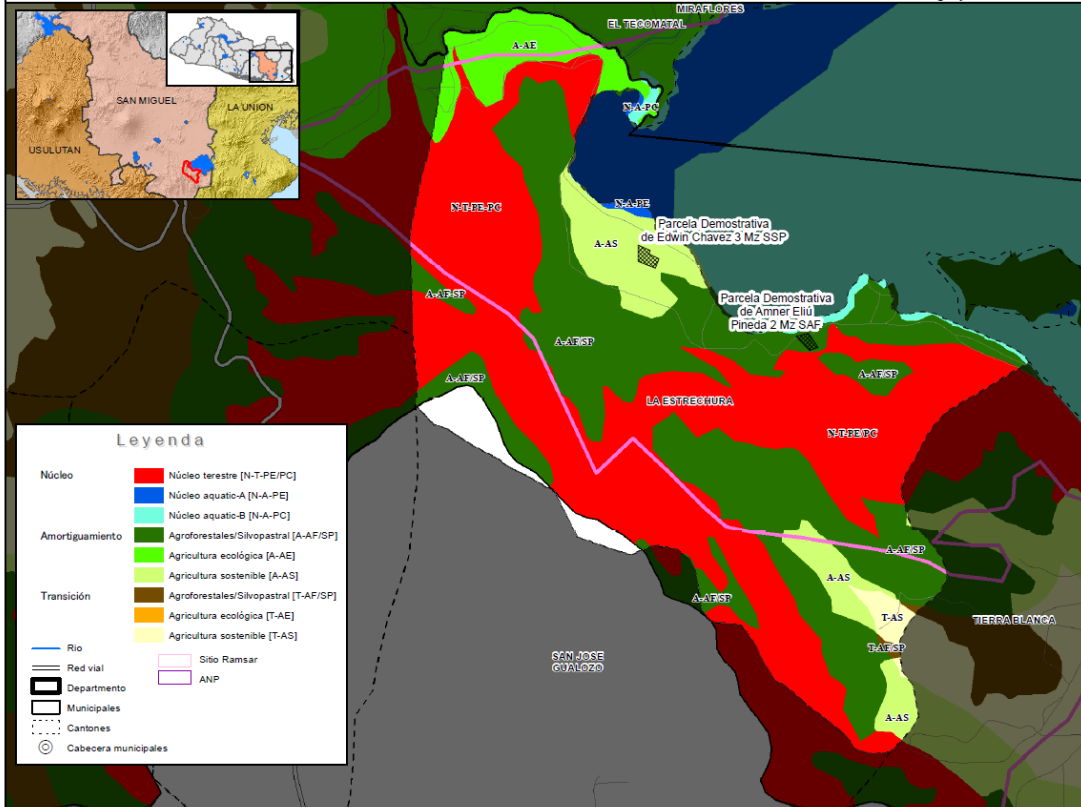 MIRAFLORES
EL TECOMATAL
A-AE
SAN MIGUEL
LA UNION
USULUTAN
N-A-PC
N-T-PE-PC
N-A-PE
Parcela Demostrativa
de Edwin Chavez 3 Mz SSP
A-AS
Parcela Demostrativa
de Amner Eliú
Pineda 2 Mz SAF
A-AF/SP
A-AF/SP
A-AF/SP
A-AF/SP
LA ESTRECHURA
N-T-PE/PC
A-AF/SP
A-AS
A-AF/SP
T-AS
TIERRA BLANCA
T-AF/SP
SAN JOSE
GUALOZO
A-AS
Leyenda
Núcleo
Núcleo terestre [N-T-PE/PC]
Núcleo aquatic-A [N-A-PE]
Núcleo aquatic-B [N-A-PC]
Amortiguamiento
Agroforestales/Silvopastral [A-AF/SP]
Agricultura ecológica [A-AE]
Agricultura sostenible [A-AS]
Transición
Agroforestales/Silvopastral [T-AF/SP]
Agricultura ecológica [T-AE]
Agricultura sostenible [T-AS]
Rio
Red vial
Departmento
Municipales
Cantones
Cabecera municipales
Sitio Ramsar
ANP